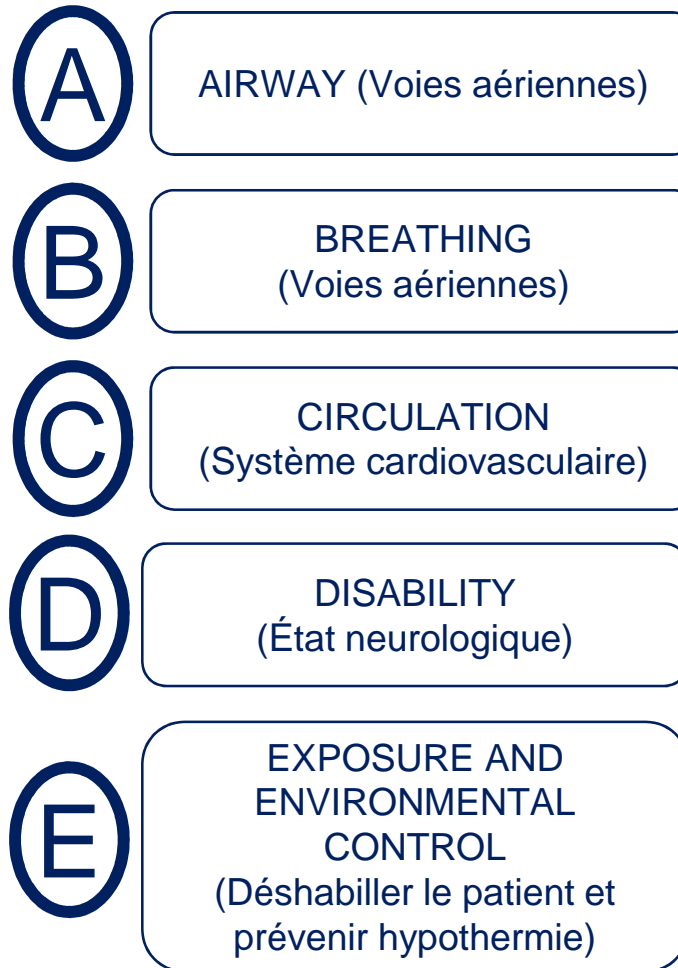 A
AIRWAY (Voies aériennes)
B
BREATHING
(Voies aériennes)
C
CIRCULATION
(Système cardiovasculaire)
D
DISABILITY
(État neurologique)
E
EXPOSURE AND
ENVIRONMENTAL
CONTROL
(Déshabiller le patient et
prévenir hypothermie)